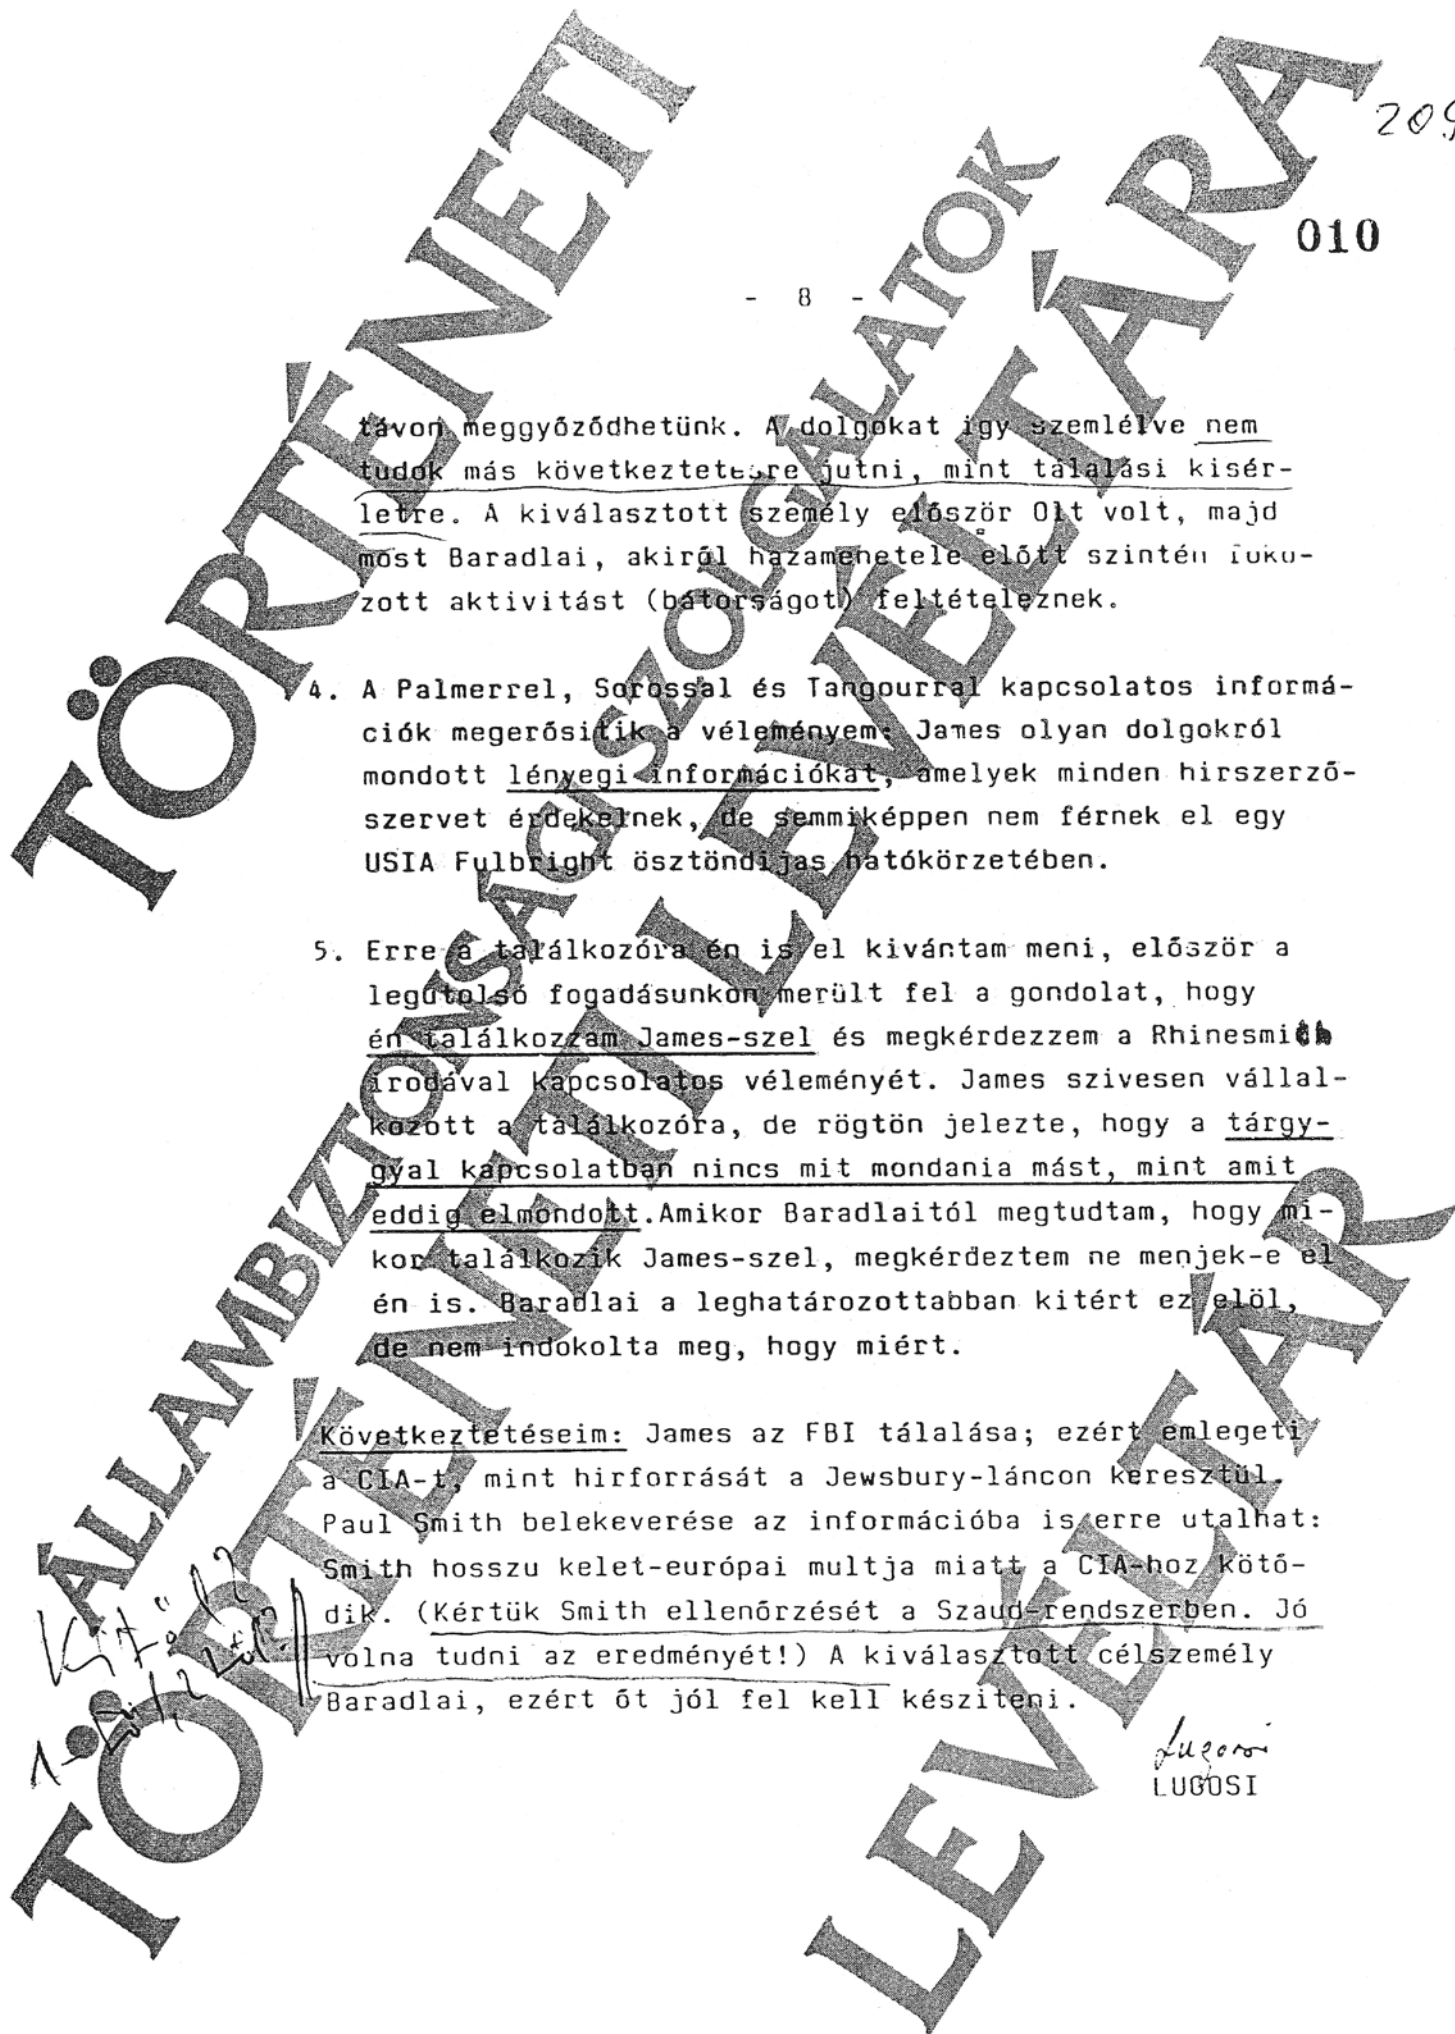 209
010
- 8 -
távon meggyőződhetünk. A dolgokat igy szemlélve nem
tudok más következtetésre jutni, mint tálalási kisér-
letre. A kiválasztott személy először Olt volt, majd
most Baradlai, akiről hazamenetele előtt szintén foko-
zott aktivitást (bátorságot) feltételeznek.
4. A Palmerrel, Sorossal és Tangourral kapcsolatos informá-
ciók megerősitik a véleményem: James olyan dolgokról
mondott lényegi információkat, amelyek minden hirszerző-
szervet érdekelnek, de semmiképpen nem férnek el egy
USIA Fulbright ösztöndijas hatókörzetében.
5. Erre a találkozóra én is el kivántam meni, először a
legutolsó fogadásunkon merült fel a gondolat, hogy
én találkozzam James-szel és megkérdezzem a Rhinesmith
irodával kapcsolatos véleményét. James szivesen vállal-
kozott a találkozóra, de rögtön jelezte, hogy a tárgy-
gyal kapcsolatban nincs mit mondania mást, mint amit
eddig elmondott.Amikor Baradlaitól megtudtam, hogy mi-
kor találkozik James-szel, megkérdeztem ne menjek-e el
én is. Baradlai a leghatározottabban kitért ez elöl,
de nem indokolta meg, hogy miért.
Következtetéseim: James az FBI tálalása; ezért emlegeti
a CIA-t, mint hirforrását a Jewsbury-láncon keresztül.
Paul Smith belekeverése az információba is erre utalhat:
Smith hosszu kelet-európai multja miatt a CIA-hoz kötő-
dik. (Kértük Smith ellenőrzését a Szaud-rendszerben. Jó
volna tudni az eredményét!) A kiválasztott célszemély
Baradlai, ezért őt jól fel kell késziteni.
Lugosi
LUGOSI
ÁLLAMBIZTONSÁGI SZOLGÁLATOK
TÖRTÉNETI LEVÉLTÁRA
TÖRTÉNETI
LEVÉLTÁR